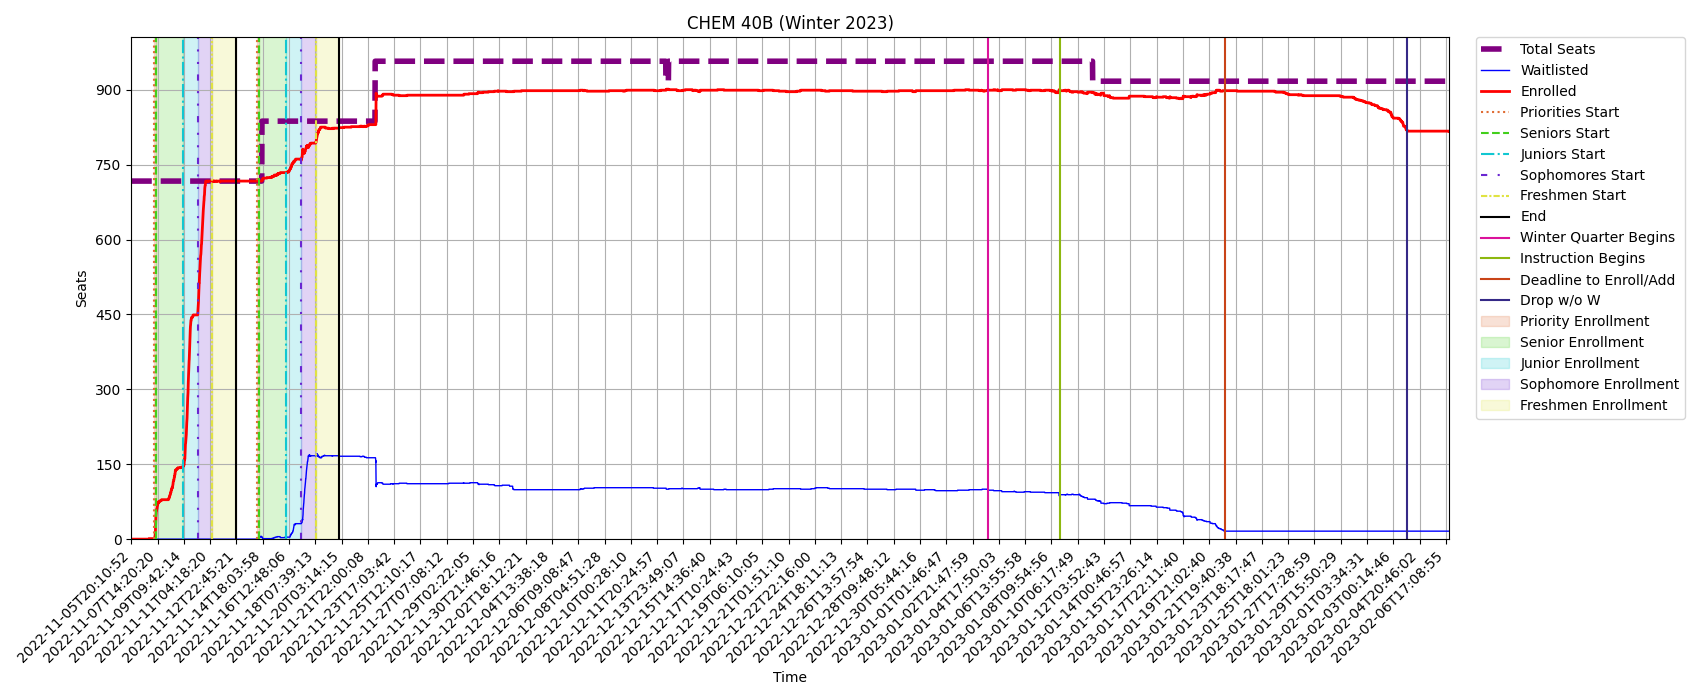 CHEM 40B (Winter 2023)
Seats
900
750
600
450
300
150
0
2022-11-05T20:10:52
2022-11-07T14:20:20
2022-11-09T09:42:14
2022-11-11T04:18:20
2022-11-12T22:45:21
2022-11-14T18:03:58
2022-11-16T12:48:06
2022-11-18T07:39:13
2022-11-20T03:14:15
2022-11-21T22:00:08
2022-11-23T17:03:42
2022-11-25T12:10:17
2022-11-27T07:08:12
2022-11-29T02:22:05
2022-11-30T21:46:16
2022-12-02T18:12:21
2022-12-04T13:38:18
2022-12-06T09:08:47
2022-12-08T04:51:28
2022-12-10T00:28:10
2022-12-11T20:24:57
2022-12-13T23:49:07
2022-12-15T14:36:40
2022-12-17T10:24:43
2022-12-19T06:10:05
2022-12-21T01:51:10
2022-12-22T22:16:00
2022-12-24T18:11:13
2022-12-26T13:57:54
2022-12-28T09:48:12
2022-12-30T05:44:16
2023-01-01T01:46:47
2023-01-02T21:47:59
2023-01-04T17:50:03
2023-01-06T13:55:58
2023-01-08T09:54:56
2023-01-10T06:17:49
2023-01-12T03:52:43
2023-01-14T00:46:57
2023-01-15T23:26:14
2023-01-17T22:11:40
2023-01-19T21:02:40
2023-01-21T19:40:38
2023-01-23T18:17:47
2023-01-25T18:01:23
2023-01-27T17:28:59
2023-01-29T15:50:29
2023-02-01T03:34:31
2023-02-03T00:14:46
2023-02-04T20:46:02
2023-02-06T17:08:55
Time
Total Seats
Waitlisted
Enrolled
Priorities Start
Seniors Start
Juniors Start
Sophomores Start
Freshmen Start
End
Winter Quarter Begins
Instruction Begins
Deadline to Enroll/Add
Drop w/o W
Priority Enrollment
Senior Enrollment
Junior Enrollment
Sophomore Enrollment
Freshmen Enrollment